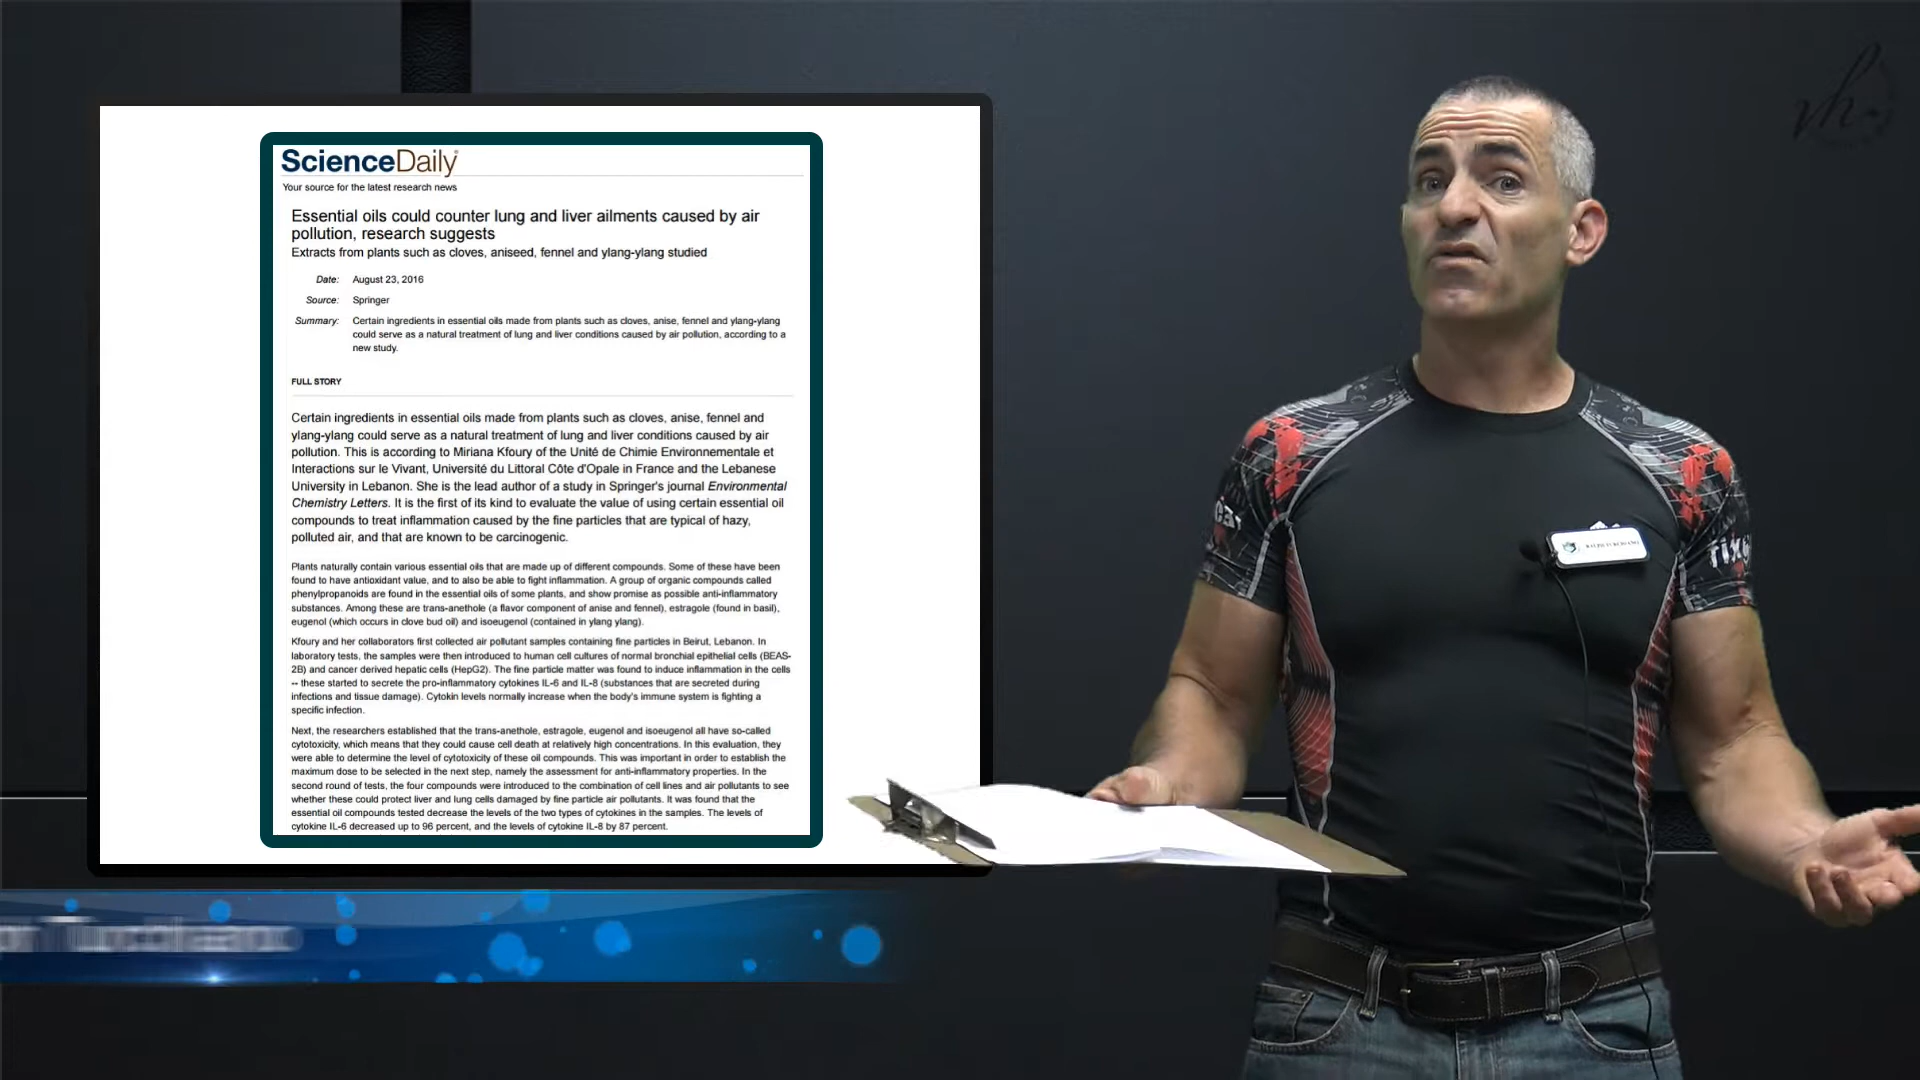 ScienceDaily
Your source for the latest research news
Essential oils could counter lung and liver ailments caused by air
pollution, research suggests
Extracts from plants such as cloves, aniseed, fennel and ylang-ylang studied
Date: August 23, 2016
Source: Springer
Summary: Certain ingredients in essential oils made from plants such as cloves, anise, fennel and ylang-ylang
could serve as a natural treatment of lung and liver conditions caused by air pollution, according to a
new study.
FULL STORY
Certain ingredients in essential oils made from plants such as cloves, anise, fennel and
ylang-ylang could serve as a natural treatment of lung and liver conditions caused by air
pollution. This is according to Miriana Kfoury of the Unité de Chimie Environnementale et
Interactions sur le Vivant, Université du Littoral Côte d'Opale in France and the Lebanese
University in Lebanon. She is the lead author of a study in Springer's journal Environmental
Chemistry Letters. It is the first of its kind to evaluate the value of using certain essential oil
compounds to treat inflammation caused by the fine particles that are typical of hazy,
polluted air, and that are known to be carcinogenic.
Plants naturally contain various essential oils that are made up of different compounds. Some of these have been
found to have antioxidant value, and to also be able to fight inflammation. A group of organic compounds called
phenylpropanoids are found in the essential oils of some plants, and show promise as possible anti-inflammatory
substances. Among these are trans-anethole (a flavor component of anise and fennel), estragole (found in basil),
eugenol (which occurs in clove bud oil) and isoeugenol (contained in ylang ylang).
Kfoury and her collaborators first collected air pollutant samples containing fine particles in Beirut, Lebanon. In
laboratory tests, the samples were then introduced to human cell cultures of normal bronchial epithelial cells (BEAS-
2B) and cancer derived hepatic cells (HepG2). The fine particle matter was found to induce inflammation in the cells
-- these started to secrete the pro-inflammatory cytokines IL-6 and IL-8 (substances that are secreted during
infections and tissue damage). Cytokin levels normally increase when the body's immune system is fighting a
specific infection.
Next, the researchers established that the trans-anethole, estragole, eugenol and isoeugenol all have so-called
cytotoxicity, which means that they could cause cell death at relatively high concentrations. In this evaluation, they
were able to determine the level of cytotoxicity of these oil compounds. This was important in order to establish the
maximum dose to be selected in the next step, namely the assessment for anti-inflammatory properties. In the
second round of tests, the four compounds were introduced to the combination of cell lines and air pollutants to see
whether these could protect liver and lung cells damaged by fine particle air pollutants. It was found that the
essential oil compounds tested decrease the levels of the two types of cytokines in the samples. The levels of
cytokine IL-6 decreased up to 96 percent, and the levels of cytokine IL-8 by 87 percent.
vh